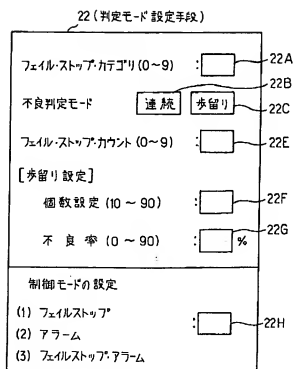 22(判定モード設定手段)
フェイル・ストップ・カテゴリ(0~9) : 22A
22B
不良判定モード 連続 歩留り 22C
フェイル・ストップ・カウント(0~9) : 22E
[歩留り設定]
個数設定(10~90) : 22F
不良率(0~90) : % 22G
制御モードの設定
(1) フェイルストップ
(2) アラーム : 22H
(3) フェイルストップ・アラーム